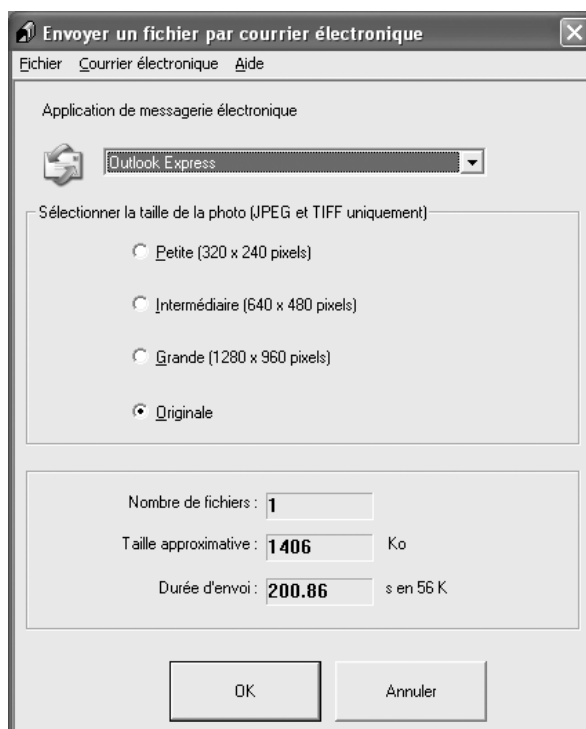 Envoyer un fichier par courrier électronique
Fichier Courrier électronique Aide
Application de messagerie électronique
Outlook Express
Sélectionner la taille de la photo (JPEG et TIFF uniquement)
Petite (320 x 240 pixels)
Intermédiaire (640 x 480 pixels)
Grande (1280 x 960 pixels)
Originale
Nombre de fichiers : 1
Taille approximative : 1406 Ko
Durée d'envoi : 200.86 s en 56 K
OK Annuler